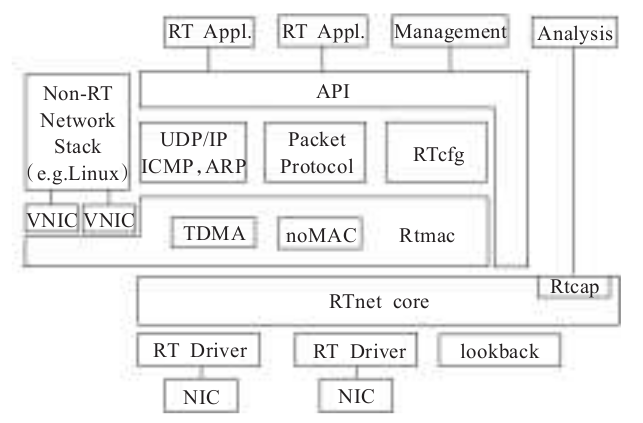 RT Appl.
RT Appl.
Management
Analysis
Non-RT
Network
Stack
(e.g.Linux)
API
UDP/IP
ICMP,ARP
Packet
Protocol
RTcfg
VNIC
VNIC
TDMA
noMAC
Rtmac
Rtcap
RTnet core
RT Driver
RT Driver
lookback
NIC
NIC